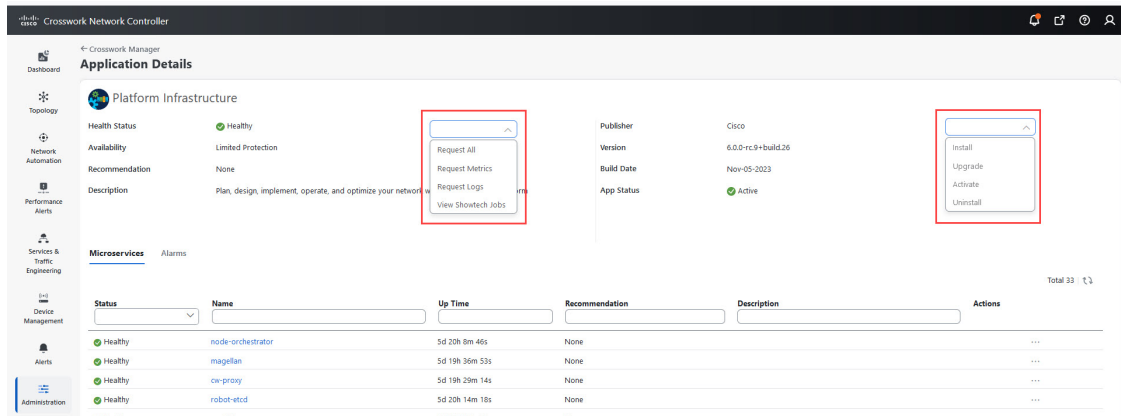 cisco Crosswork Network Controller
← Crosswork Manager
Application Details
Dashboard
Topology
Network
Automation
Performance
Alerts
Services &
Traffic
Engineering
Device
Management
Alerts
Administration
Platform Infrastructure
Health Status Healthy
Availability Limited Protection
Recommendation None
Description Plan, design, implement, operate, and optimize your network
Request All
Request Metrics
Request Logs
View Showtech Jobs
Publisher Cisco
Version 6.0.0-rc.9+build.26
Build Date Nov-05-2023
App Status Active
Install
Upgrade
Activate
Uninstall
Microservices Alarms
Total 33
Status Name Up Time Recommendation Description Actions
Healthy node-orchestrator 5d 20h 8m 46s None ...
Healthy magellan 5d 19h 36m 53s None ...
Healthy cw-proxy 5d 19h 29m 14s None ...
Healthy robot-etcd 5d 20h 14m 18s None ...